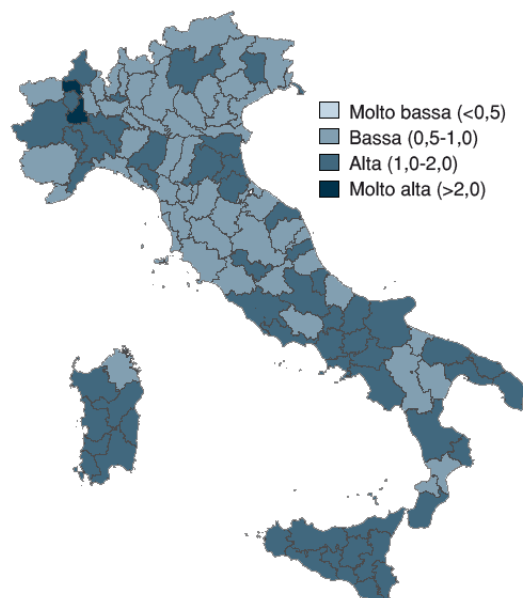 Molto bassa (<0,5)
Bassa (0,5-1,0)
Alta (1,0-2,0)
Molto alta (>2,0)